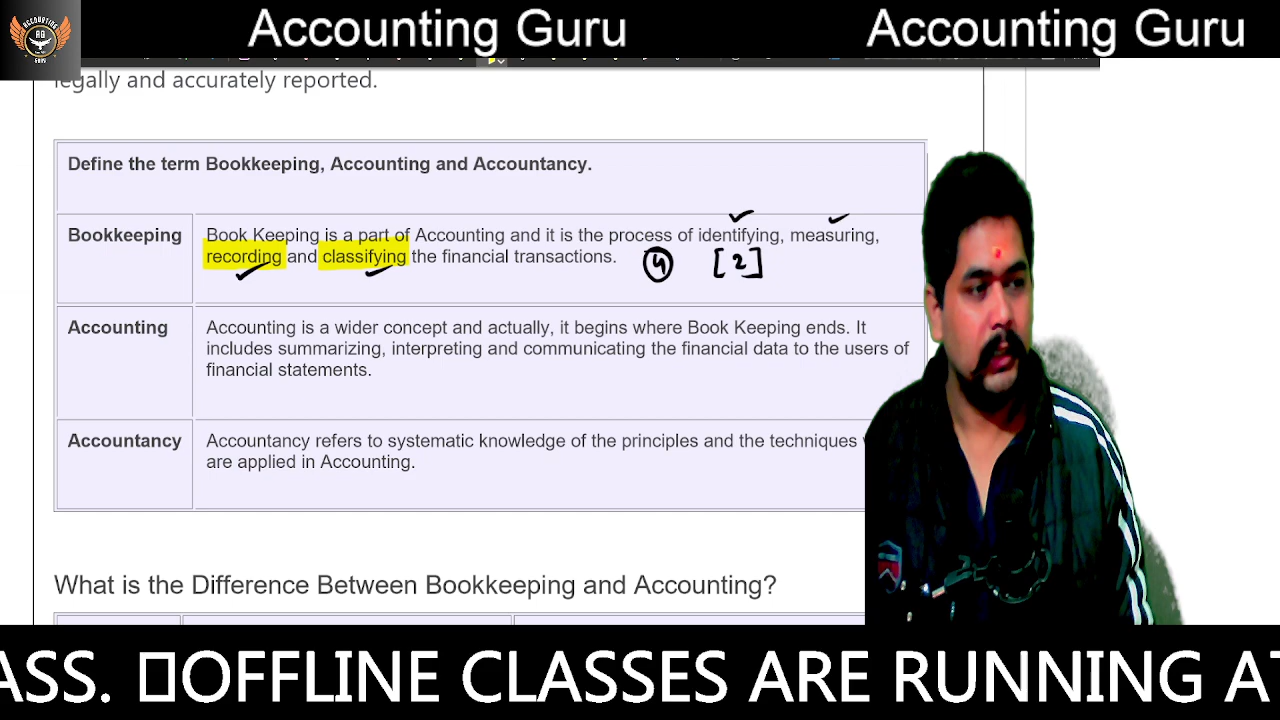 Accounting Guru
Accounting Guru
ACCOUNTING
AG
legally and accurately reported.
Define the term Bookkeeping, Accounting and Accountancy.
Bookkeeping
Book Keeping is a part of Accounting and it is the process of identifying, measuring,
recording and classifying the financial transactions.
4 [2]
Accounting
Accounting is a wider concept and actually, it begins where Book Keeping ends. It
includes summarizing, interpreting and communicating the financial data to the users of
financial statements.
Accountancy
Accountancy refers to systematic knowledge of the principles and the techniques
are applied in Accounting.
What is the Difference Between Bookkeeping and Accounting?
ASS. OFFLINE CLASSES ARE RUNNING AT